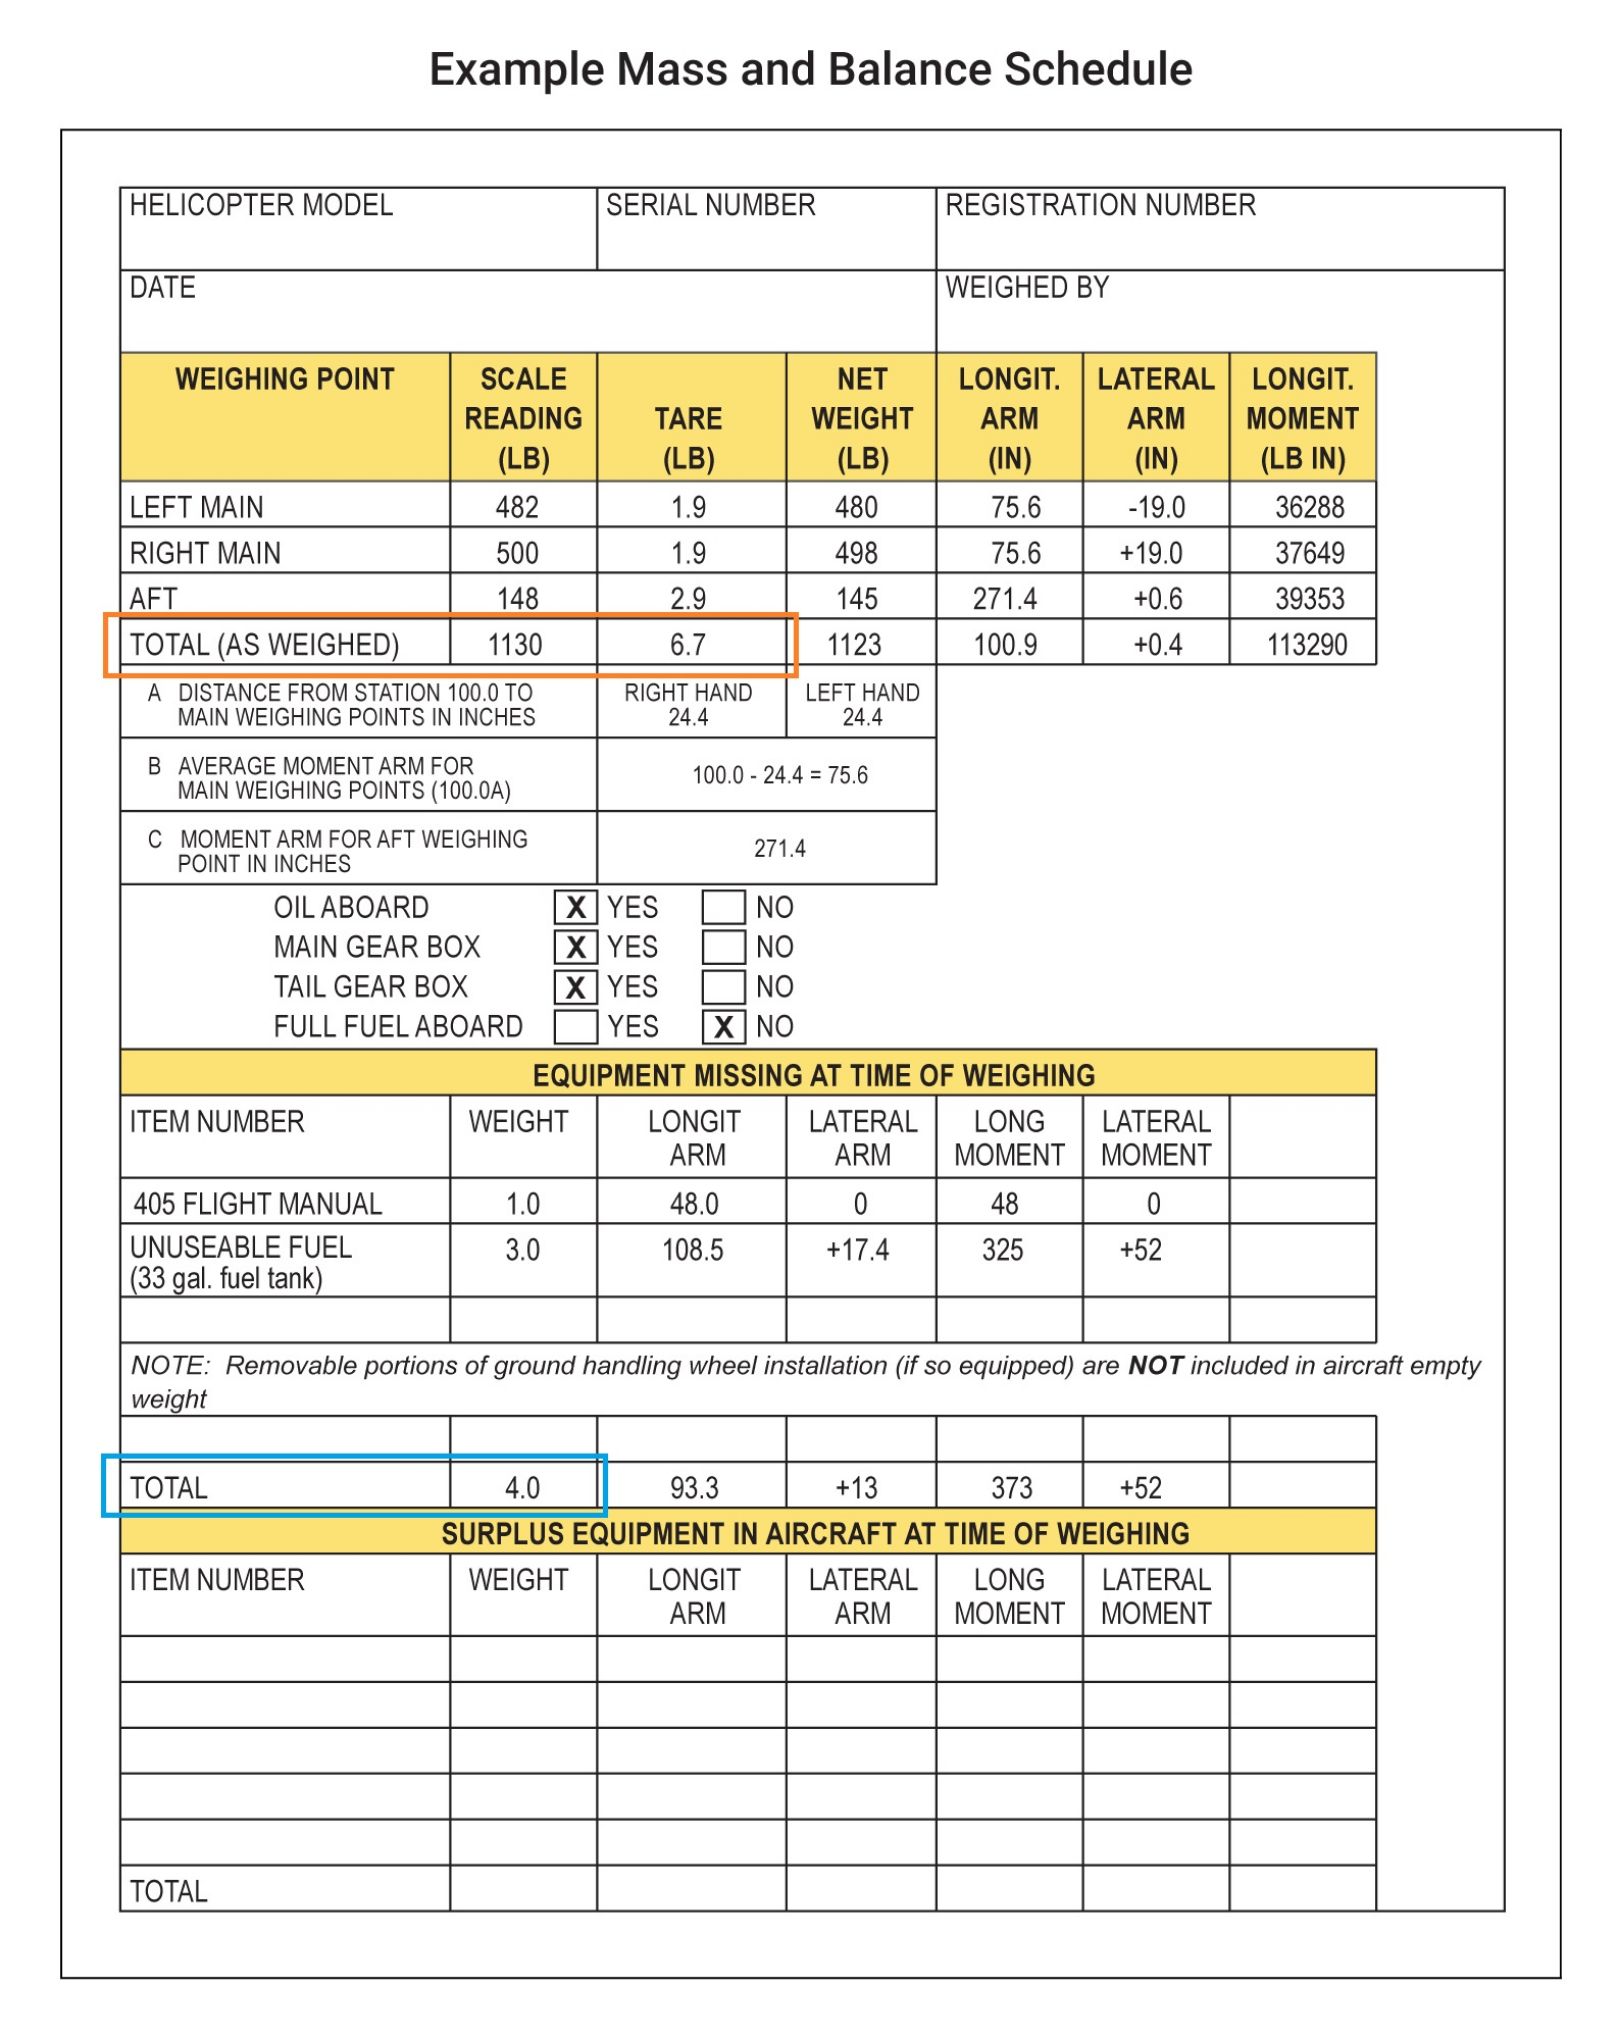 Example Mass and Balance Schedule
HELICOPTER MODEL SERIAL NUMBER REGISTRATION NUMBER
DATE WEIGHED BY
WEIGHING POINT SCALE READING (LB) TARE (LB) NET WEIGHT (LB) LONGIT. ARM (IN) LATERAL ARM (IN) LONGIT. MOMENT (LB IN)
LEFT MAIN 482 1.9 480 75.6 -19.0 36288
RIGHT MAIN 500 1.9 498 75.6 +19.0 37649
AFT 148 2.9 145 271.4 +0.6 39353
TOTAL (AS WEIGHED) 1130 6.7 1123 100.9 +0.4 113290
A DISTANCE FROM STATION 100.0 TO RIGHT HAND LEFT HAND
MAIN WEIGHING POINTS IN INCHES 24.4 24.4
B AVERAGE MOMENT ARM FOR
MAIN WEIGHING POINTS (100.0A) 100.0 - 24.4 = 75.6
C MOMENT ARM FOR AFT WEIGHING
POINT IN INCHES 271.4
OIL ABOARD X YES NO
MAIN GEAR BOX X YES NO
TAIL GEAR BOX X YES NO
FULL FUEL ABOARD YES X NO
EQUIPMENT MISSING AT TIME OF WEIGHING
ITEM NUMBER WEIGHT LONGIT ARM LATERAL ARM LONG MOMENT LATERAL MOMENT
405 FLIGHT MANUAL 1.0 48.0 0 48 0
UNUSEABLE FUEL 3.0 108.5 +17.4 325 +52
(33 gal. fuel tank)
NOTE: Removable portions of ground handling wheel installation (if so equipped) are NOT included in aircraft empty
weight
TOTAL 4.0 93.3 +13 373 +52
SURPLUS EQUIPMENT IN AIRCRAFT AT TIME OF WEIGHING
ITEM NUMBER WEIGHT LONGIT ARM LATERAL ARM LONG MOMENT LATERAL MOMENT
TOTAL